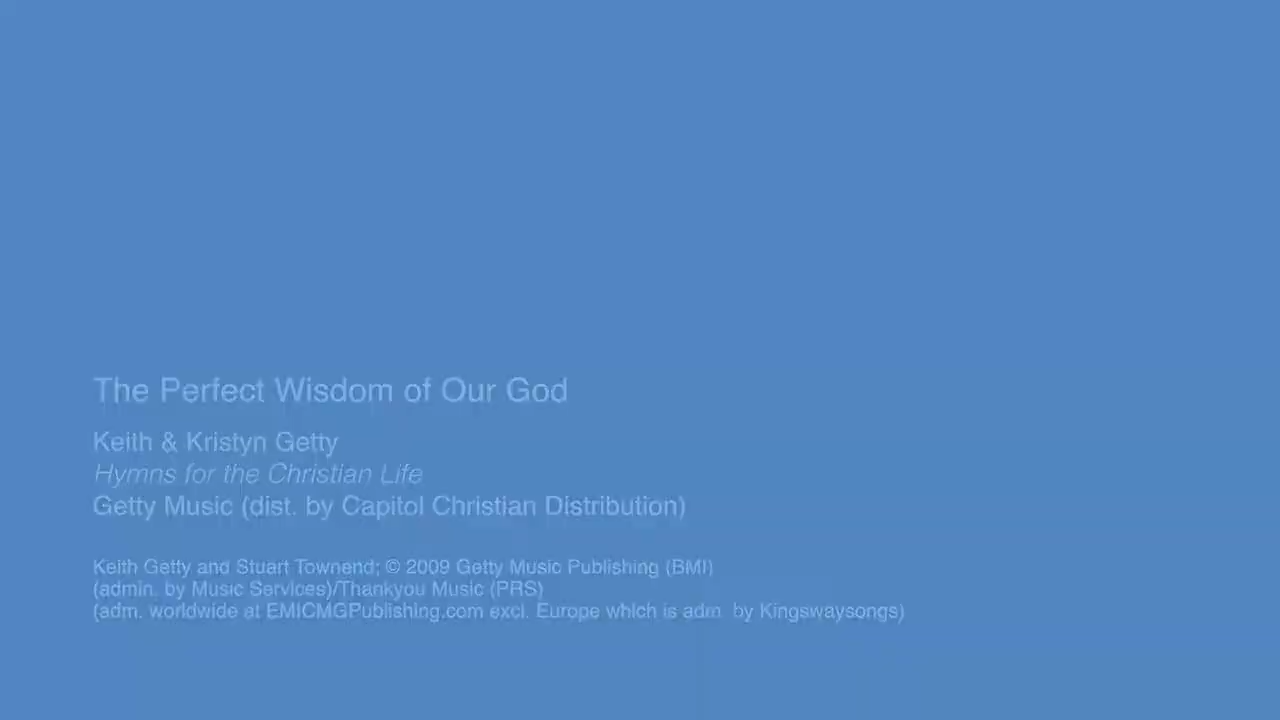 The Perfect Wisdom of Our God
Keith & Kristyn Getty
Hymns for the Christian Life
Getty Music (dist. by Capitol Christian Distribution)
Keith Getty and Stuart Townend; © 2009 Getty Music Publishing (BMI)
(admin. by Music Services)/Thankyou Music (PRS)
(adm. worldwide at EMICMGPublishing.com excl. Europe which is adm. by Kingswaysongs)